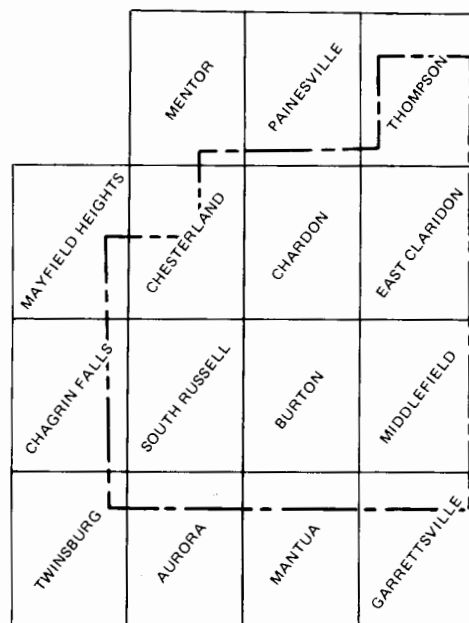 MENTOR
PAINESVILLE
THOMPSON
MAYFIELD HEIGHTS
CHESTERLAND
CHARDON
EAST CLARIDON
CHAGRIN FALLS
SOUTH RUSSELL
BURTON
MIDDLEFIELD
TWINSBURG
AURORA
MANTUA
GARRETTSVILLE